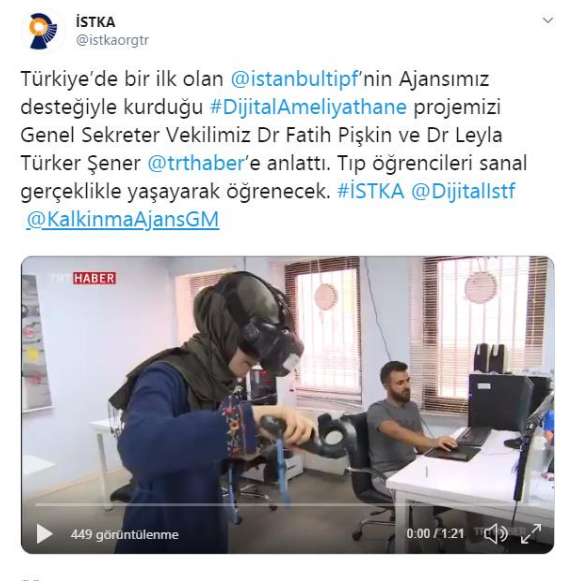 İSTKA
@istkaorgtr
Türkiye'de bir ilk olan @istanbultipf'nin Ajansımız
desteğiyle kurduğu #DijitalAmeliyathane projemizi
Genel Sekreter Vekilimiz Dr Fatih Pişkin ve Dr Leyla
Türker Şener @trthaber'e anlattı. Tıp öğrencileri sanal
gerçeklikle yaşayarak öğrenecek. #İSTKA @DijitalIstf
@KalkinmaAjansGM
TRT HABER
449 görüntülenme
0:00 / 1:21
TRT HABER